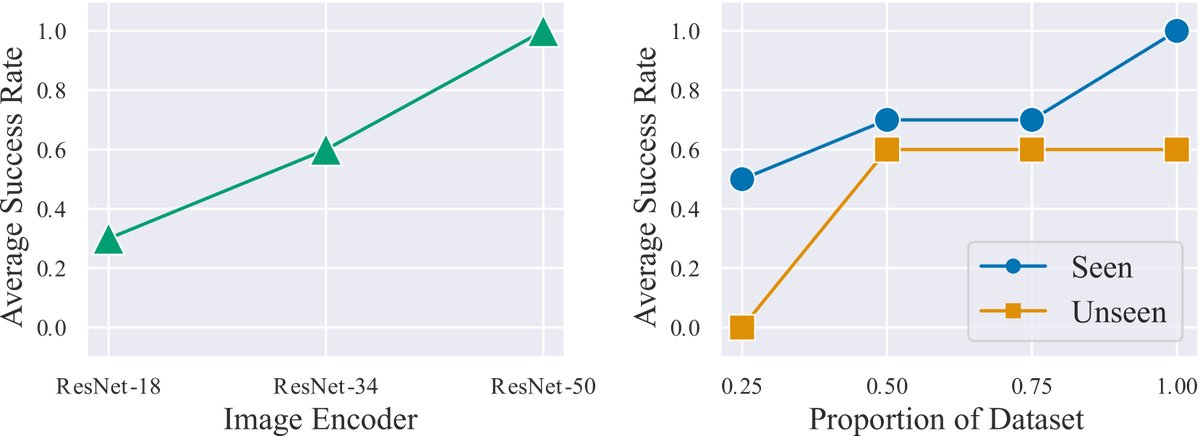 Average Success Rate
1.0
0.8
0.6
0.4
0.2
0.0
ResNet-18 ResNet-34 ResNet-50
Image Encoder
Average Success Rate
1.0
0.8
0.6
0.4
0.2
0.0
Seen
Unseen
0.25 0.50 0.75 1.00
Proportion of Dataset